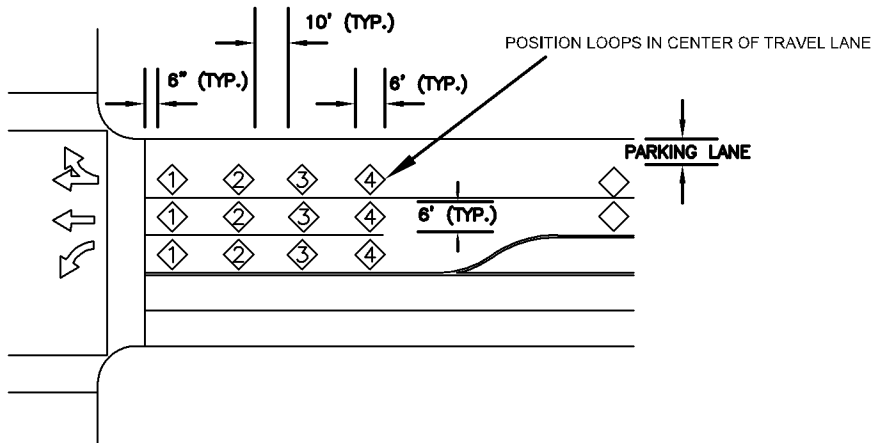 10' (TYP.)
POSITION LOOPS IN CENTER OF TRAVEL LANE
6" (TYP.)
6' (TYP.)
PARKING LANE
1 2 3 4
1 2 3 4
6' (TYP.)
1 2 3 4